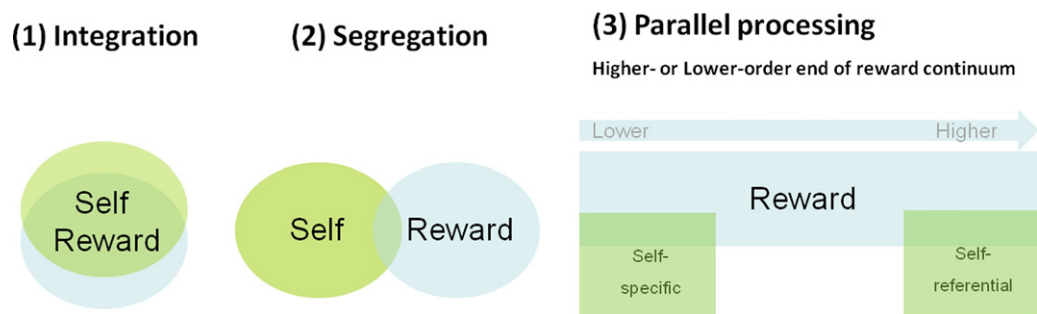 (1) Integration
(2) Segregation
(3) Parallel processing
Higher- or Lower-order end of reward continuum
Lower
Higher
Self
Reward
Self
Reward
Reward
Self-
specific
Self-
referential